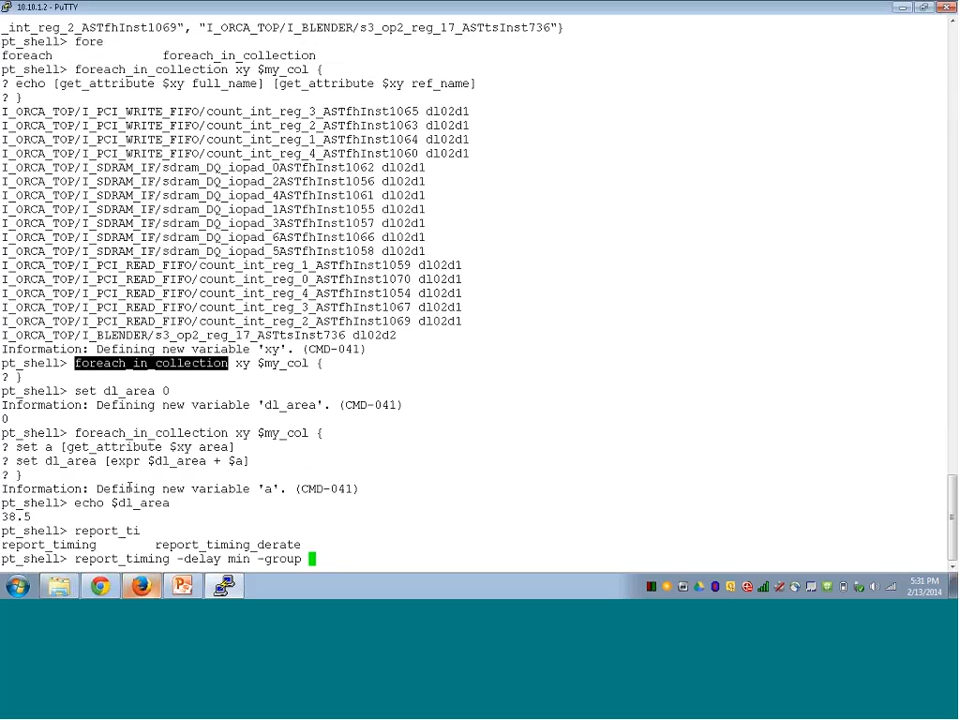 10.10.1.2 - PuTTY
_int_reg_2_ASTfhInst1069", "I_ORCA_TOP/I_BLENDER/s3_op2_reg_17_ASTtsInst736"}
pt_shell> fore
foreach                 foreach_in_collection
pt_shell> foreach_in_collection xy $my_col {
? echo [get_attribute $xy full_name] [get_attribute $xy ref_name]
? }
I_ORCA_TOP/I_PCI_WRITE_FIFO/count_int_reg_3_ASTfhInst1065 dl02d1
I_ORCA_TOP/I_PCI_WRITE_FIFO/count_int_reg_2_ASTfhInst1063 dl02d1
I_ORCA_TOP/I_PCI_WRITE_FIFO/count_int_reg_1_ASTfhInst1064 dl02d1
I_ORCA_TOP/I_PCI_WRITE_FIFO/count_int_reg_4_ASTfhInst1060 dl02d1
I_ORCA_TOP/I_SDRAM_IF/sdram_DQ_iopad_0ASTfhInst1062 dl02d1
I_ORCA_TOP/I_SDRAM_IF/sdram_DQ_iopad_2ASTfhInst1056 dl02d1
I_ORCA_TOP/I_SDRAM_IF/sdram_DQ_iopad_4ASTfhInst1061 dl02d1
I_ORCA_TOP/I_SDRAM_IF/sdram_DQ_iopad_1ASTfhInst1055 dl02d1
I_ORCA_TOP/I_SDRAM_IF/sdram_DQ_iopad_3ASTfhInst1057 dl02d1
I_ORCA_TOP/I_SDRAM_IF/sdram_DQ_iopad_6ASTfhInst1066 dl02d1
I_ORCA_TOP/I_SDRAM_IF/sdram_DQ_iopad_5ASTfhInst1058 dl02d1
I_ORCA_TOP/I_PCI_READ_FIFO/count_int_reg_1_ASTfhInst1059 dl02d1
I_ORCA_TOP/I_PCI_READ_FIFO/count_int_reg_0_ASTfhInst1070 dl02d1
I_ORCA_TOP/I_PCI_READ_FIFO/count_int_reg_4_ASTfhInst1054 dl02d1
I_ORCA_TOP/I_PCI_READ_FIFO/count_int_reg_3_ASTfhInst1067 dl02d1
I_ORCA_TOP/I_PCI_READ_FIFO/count_int_reg_2_ASTfhInst1069 dl02d1
I_ORCA_TOP/I_BLENDER/s3_op2_reg_17_ASTtsInst736 dl02d2
Information: Defining new variable 'xy'. (CMD-041)
pt_shell> foreach_in_collection xy $my_col {
? }
pt_shell> set dl_area 0
Information: Defining new variable 'dl_area'. (CMD-041)
0
pt_shell> foreach_in_collection xy $my_col {
? set a [get_attribute $xy area]
? set dl_area [expr $dl_area + $a]
? }
Information: Defining new variable 'a'. (CMD-041)
pt_shell> echo $dl_area
38.5
pt_shell> report_ti
report_timing          report_timing_derate
pt_shell> report_timing -delay min -group
5:31 PM
2/13/2014